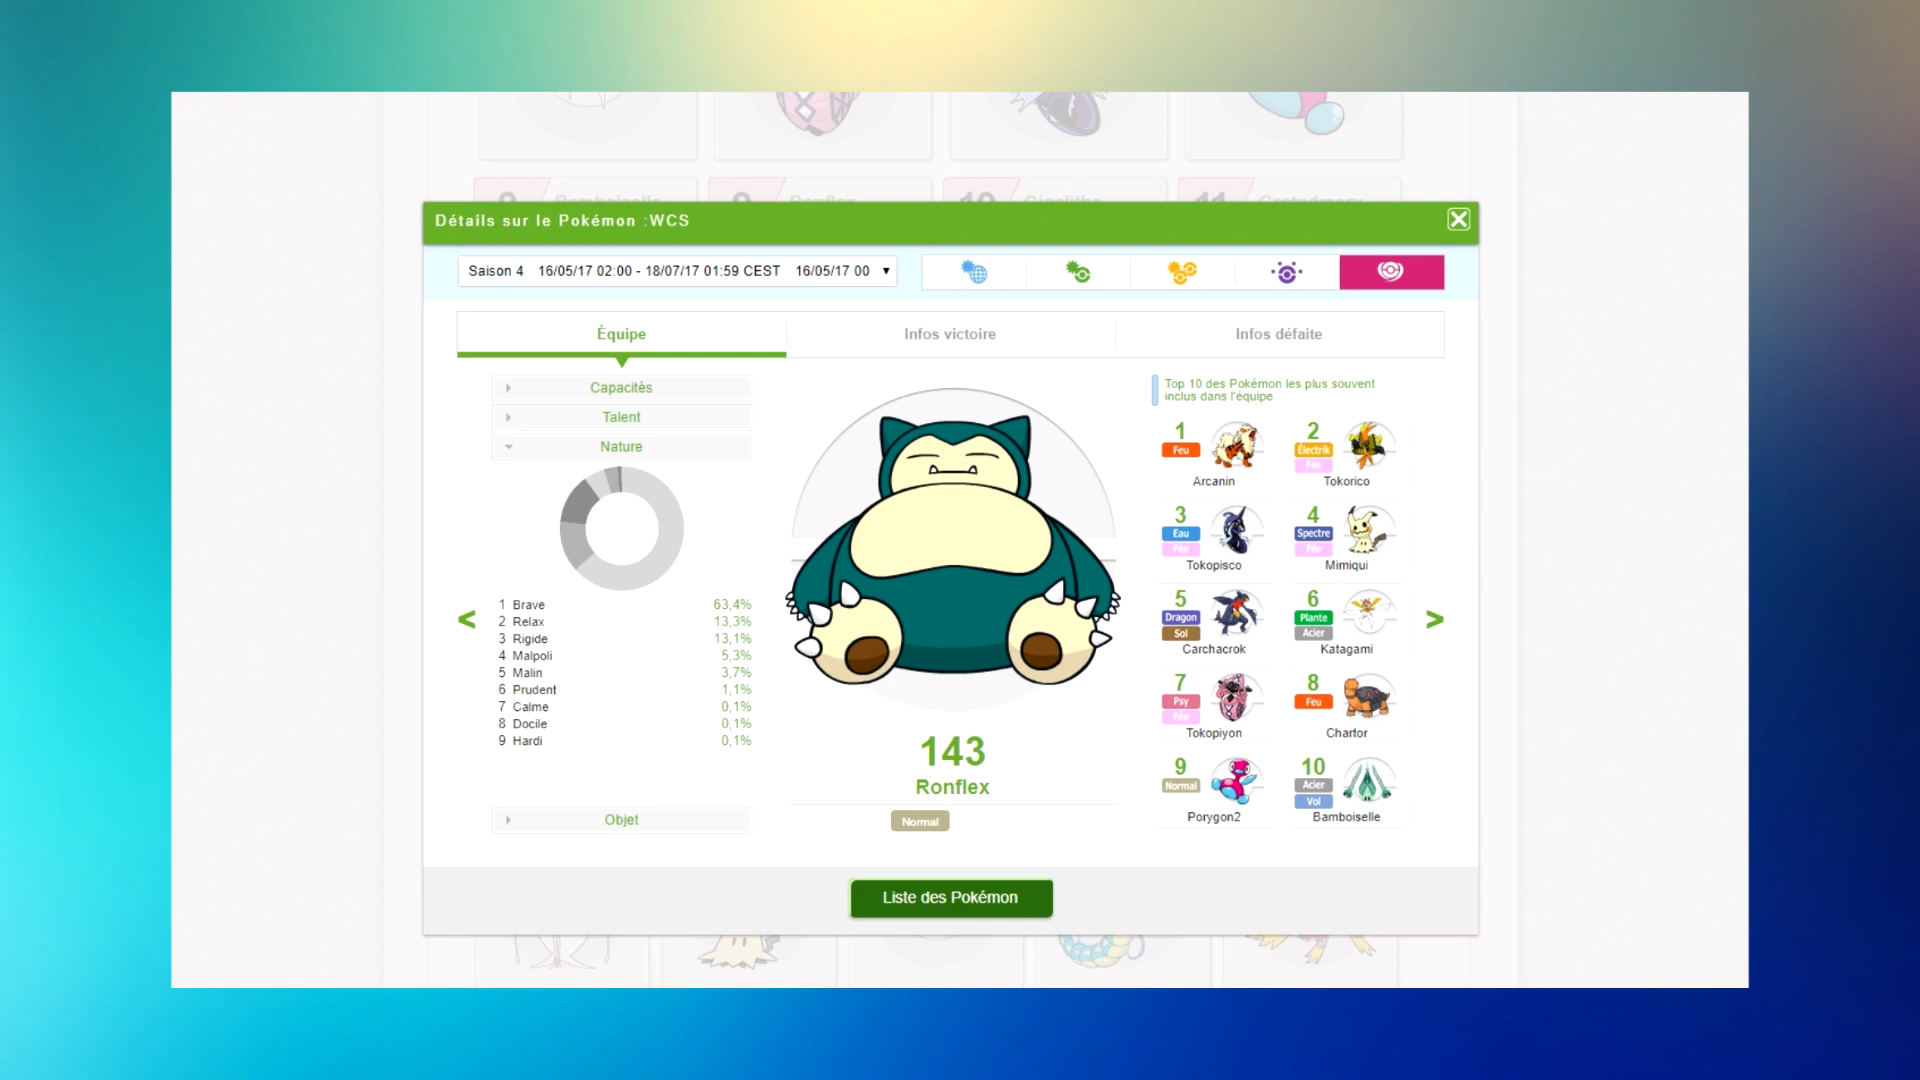 Détails sur le Pokémon :WCS
Saison 4 16/05/17 02:00 - 18/07/17 01:59 CEST 16/05/17 00
Équipe
Infos victoire
Infos défaite
Capacités
Talent
Nature
1 Brave 63,4%
2 Relax 13,3%
3 Rigide 13,1%
4 Malpoli 5,3%
5 Malin 3,7%
6 Prudent 1,1%
7 Calme 0,1%
8 Docile 0,1%
9 Hardi 0,1%
Objet
<
143
Ronflex
Normal
Top 10 des Pokémon les plus souvent
inclus dans l'équipe
1
Feu
Arcanin
2
Électrik
Fée
Tokorico
3
Eau
Fée
Tokopisco
4
Spectre
Fée
Mimiqui
5
Dragon
Sol
Carchacrok
6
Plante
Acier
Katagami
7
Psy
Fée
Tokopiyon
8
Feu
Chartor
9
Normal
Porygon2
10
Acier
Vol
Bamboiselle
>
Liste des Pokémon